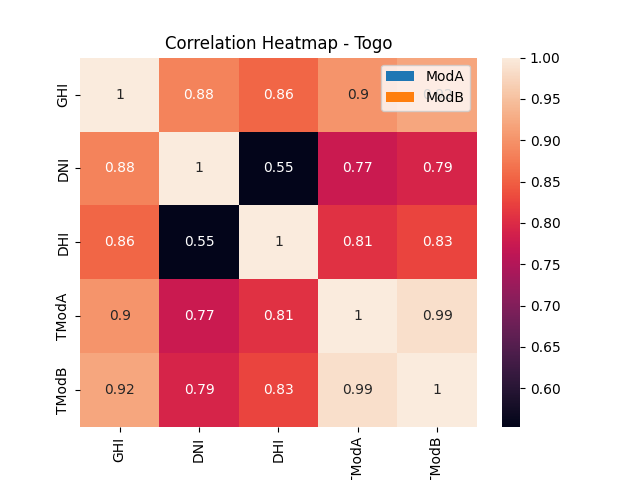 Correlation Heatmap - Togo
ModA
ModB
GHI 1 0.88 0.86 0.9
DNI 0.88 1 0.55 0.77 0.79
DHI 0.86 0.55 1 0.81 0.83
TModA 0.9 0.77 0.81 1 0.99
TModB 0.92 0.79 0.83 0.99 1
GHI DNI DHI TModA TModB
1.00
0.95
0.90
0.85
0.80
0.75
0.70
0.65
0.60